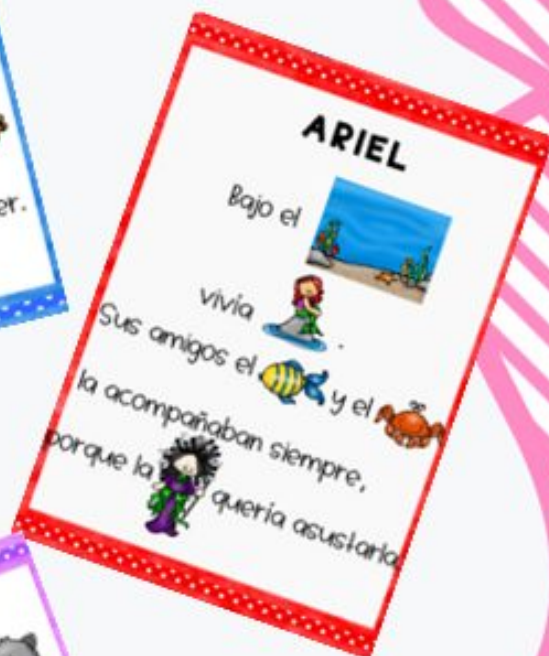 er.
ARIEL
Bajo el
vivía .
Sus amigos el y el
la acompañaban siempre,
porque la quería asustarla.